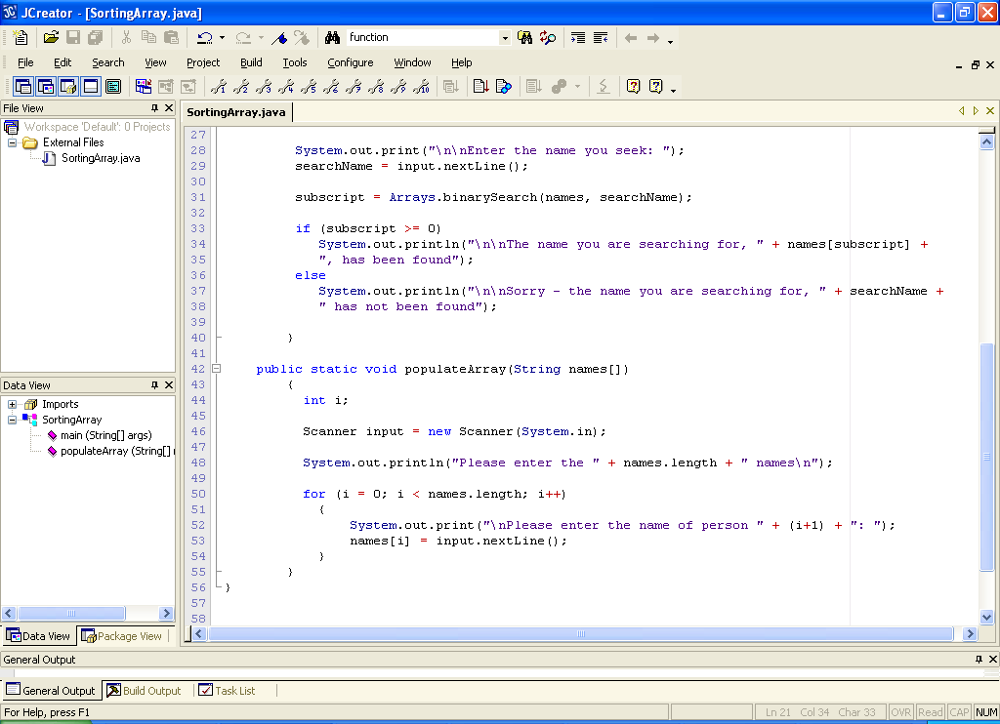 JCreator - [SortingArray.java]
function
File Edit Search View Project Build Tools Configure Window Help
File View
SortingArray.java
Workspace 'Default': 0 Projects
External Files
SortingArray.java
27
28 System.out.print("\n\nEnter the name you seek: ");
29 searchName = input.nextLine();
30
31 subscript = Arrays.binarySearch(names, searchName);
32
33 if (subscript >= 0)
34 System.out.println("\n\nThe name you are searching for, " + names[subscript] +
35 ", has been found");
36 else
37 System.out.println("\n\nSorry - the name you are searching for, " + searchName +
38 " has not been found");
39
40 }
41
42 public static void populateArray(String names[])
43 {
44 int i;
45
46 Scanner input = new Scanner(System.in);
47
48 System.out.println("Please enter the " + names.length + " names\n");
49
50 for (i = 0; i < names.length; i++)
51 {
52 System.out.print("\nPlease enter the name of person " + (i+1) + ": ");
53 names[i] = input.nextLine();
54 }
55 }
56 }
57
58
Data View
Imports
SortingArray
main (String[] args)
populateArray (String[]
Data View Package View
General Output
General Output Build Output Task List
For Help, press F1
Ln 21 Col 34 Char 33 OVR Read CAP NUM